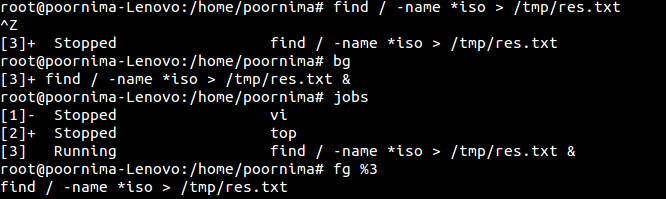 root@poornima-Lenovo:/home/poornima# find / -name *iso > /tmp/res.txt
^Z
[3]+  Stopped                 find / -name *iso > /tmp/res.txt
root@poornima-Lenovo:/home/poornima# bg
[3]+ find / -name *iso > /tmp/res.txt &
root@poornima-Lenovo:/home/poornima# jobs
[1]-  Stopped                 vi
[2]+  Stopped                 top
[3]   Running                 find / -name *iso > /tmp/res.txt &
root@poornima-Lenovo:/home/poornima# fg %3
find / -name *iso > /tmp/res.txt